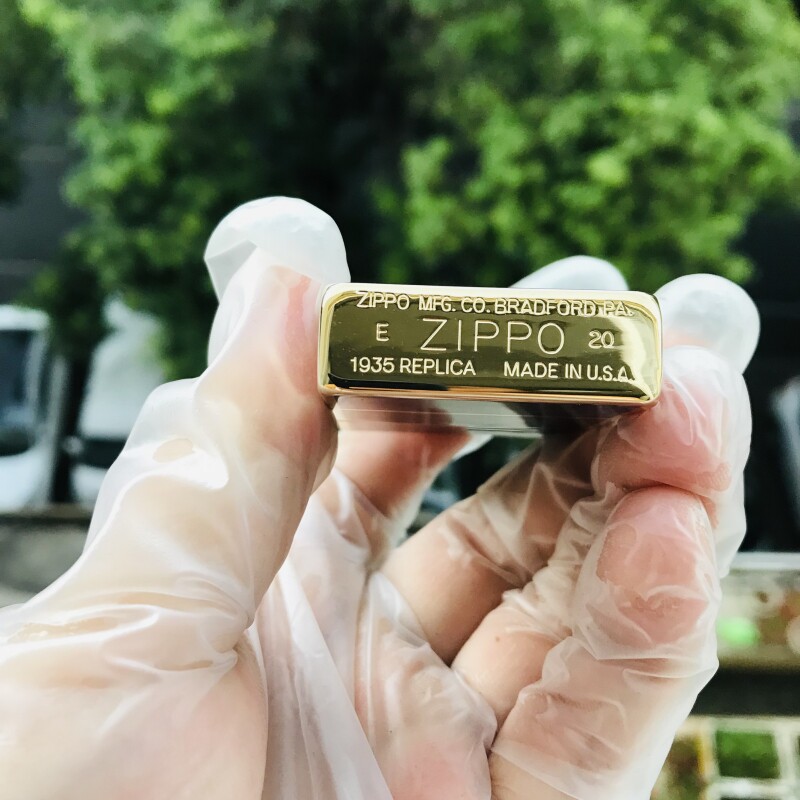 ZIPPO MFG. CO. BRADFORD, PA.
E ZIPPO 20
1935 REPLICA MADE IN U.S.A.